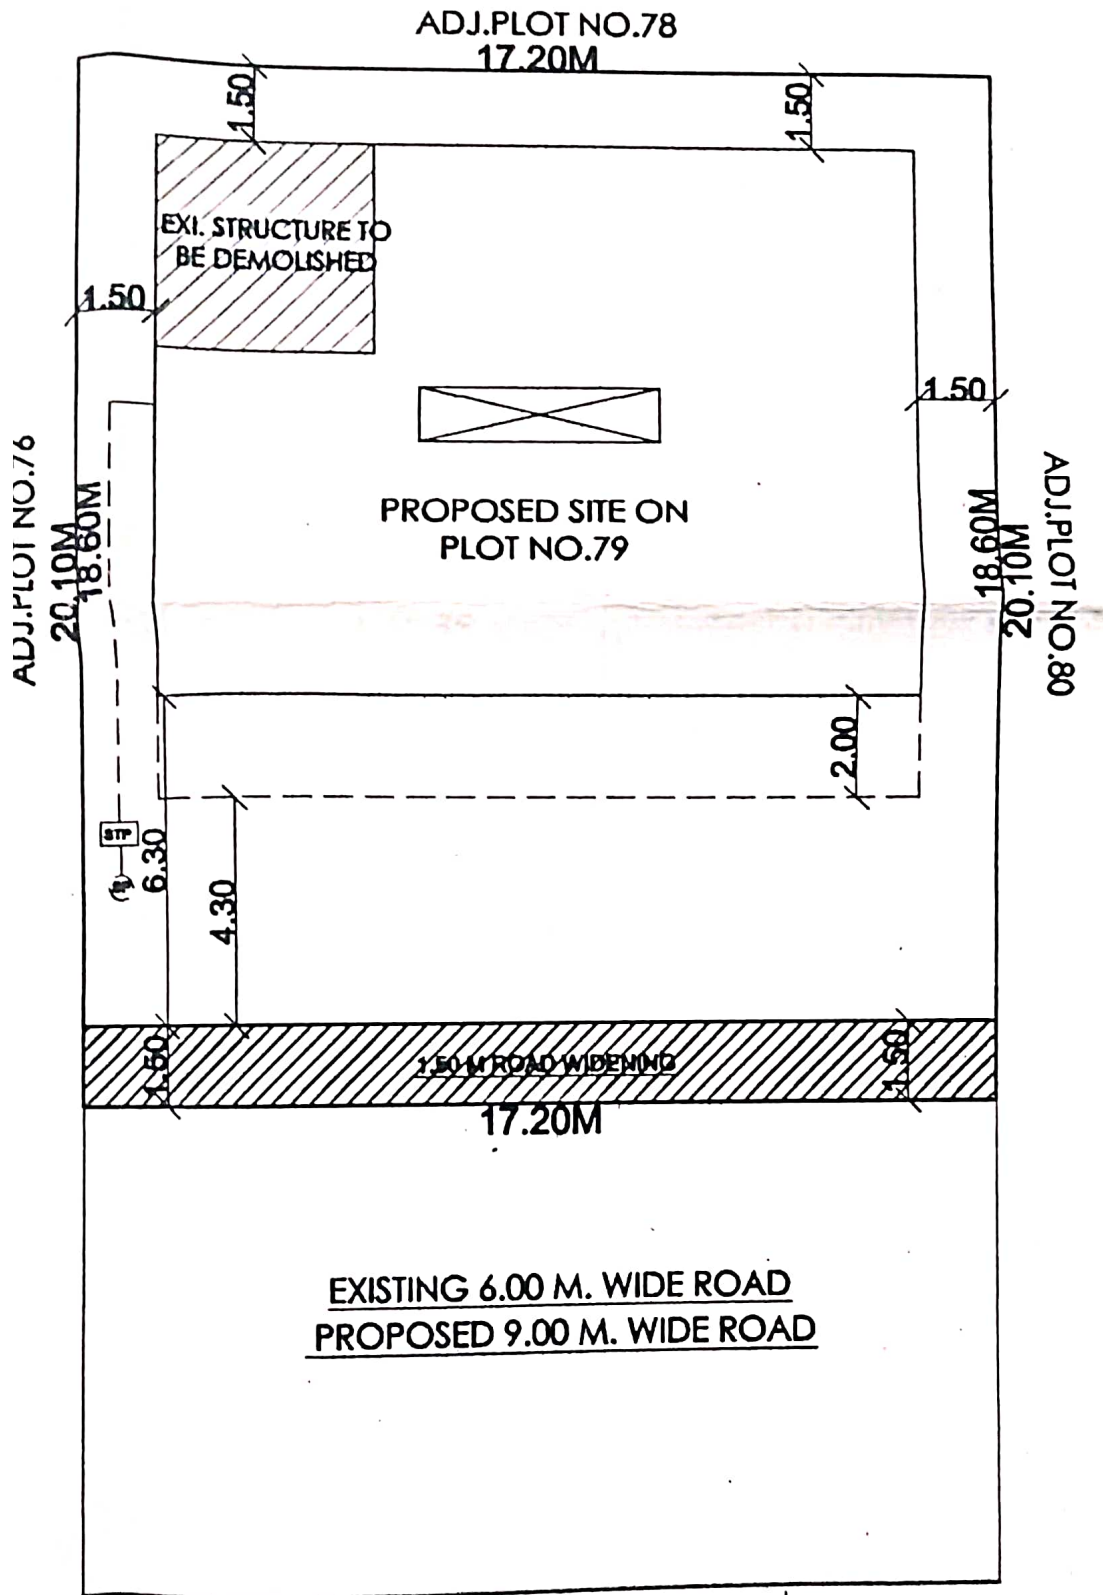 ADJ.PLOT NO.78
17.20M
1.50
1.50
EXI. STRUCTURE TO
BE DEMOLISHED
1.50
1.50
ADJ.PLOT NO.76
20.10M
18.60M
PROPOSED SITE ON
PLOT NO.79
18.60M
20.10M
ADJ.PLOT NO.80
2.00
STP
6.30
4.30
1.50
1.50 M ROAD WIDENING
1.50
17.20M
EXISTING 6.00 M. WIDE ROAD
PROPOSED 9.00 M. WIDE ROAD